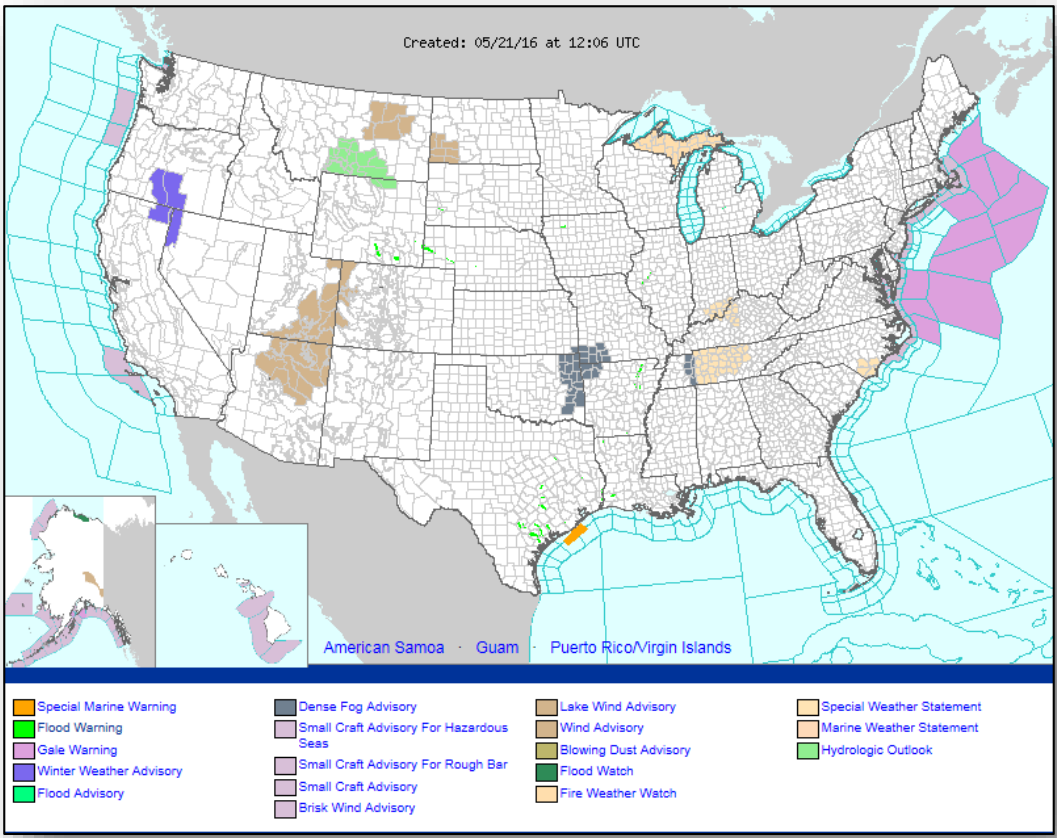 Created: 05/21/16 at 12:06 UTC
American Samoa · Guam · Puerto Rico/Virgin Islands
Special Marine Warning
Flood Warning
Gale Warning
Winter Weather Advisory
Flood Advisory
Dense Fog Advisory
Small Craft Advisory For Hazardous
Seas
Small Craft Advisory For Rough Bar
Small Craft Advisory
Brisk Wind Advisory
Lake Wind Advisory
Wind Advisory
Blowing Dust Advisory
Flood Watch
Fire Weather Watch
Special Weather Statement
Marine Weather Statement
Hydrologic Outlook